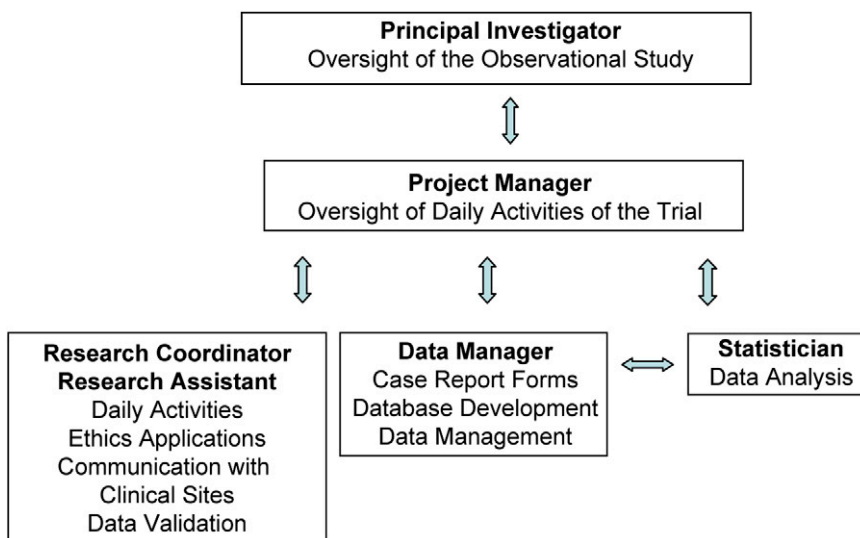 Principal Investigator
Oversight of the Observational Study
Project Manager
Oversight of Daily Activities of the Trial
Research Coordinator
Research Assistant
Daily Activities
Ethics Applications
Communication with
Clinical Sites
Data Validation
Data Manager
Case Report Forms
Database Development
Data Management
Statistician
Data Analysis